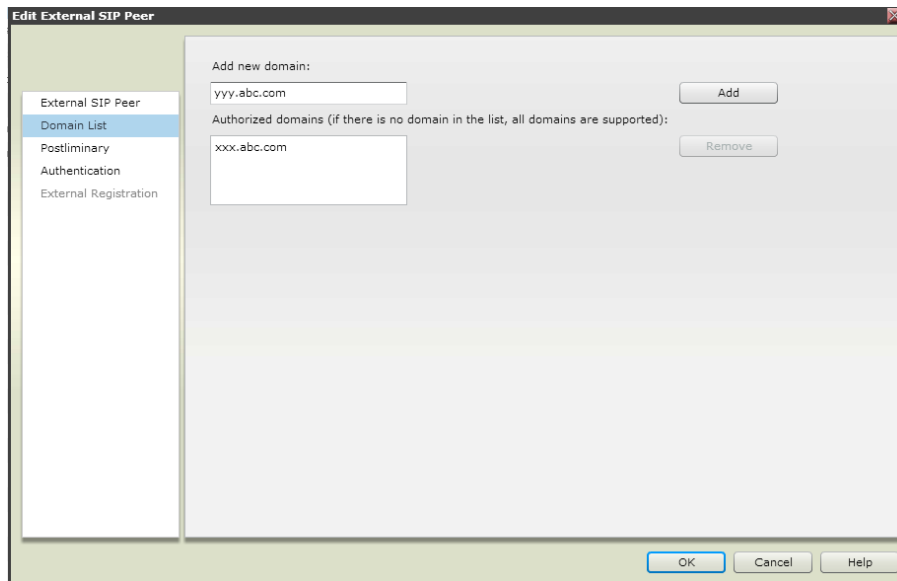 Edit External SIP Peer
External SIP Peer
Domain List
Postliminary
Authentication
External Registration
Add new domain:
yyy.abc.com
Add
Authorized domains (if there is no domain in the list, all domains are supported):
xxx.abc.com
Remove
OK
Cancel
Help